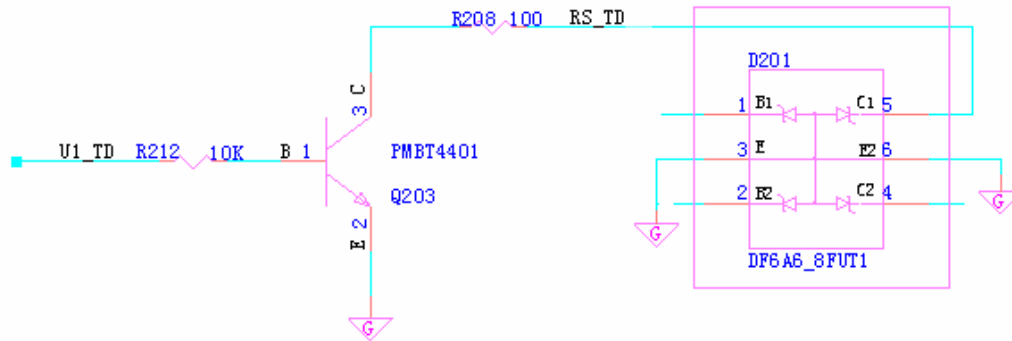 R208 100 RS_TD
D201
C
3
1 B1 C1 5
U1_TD R212 10K B 1 PMBT4401
3 E E2 6
Q203
2 B2 C2 4
2
E
G
G
DF6A6_8FUT1
G